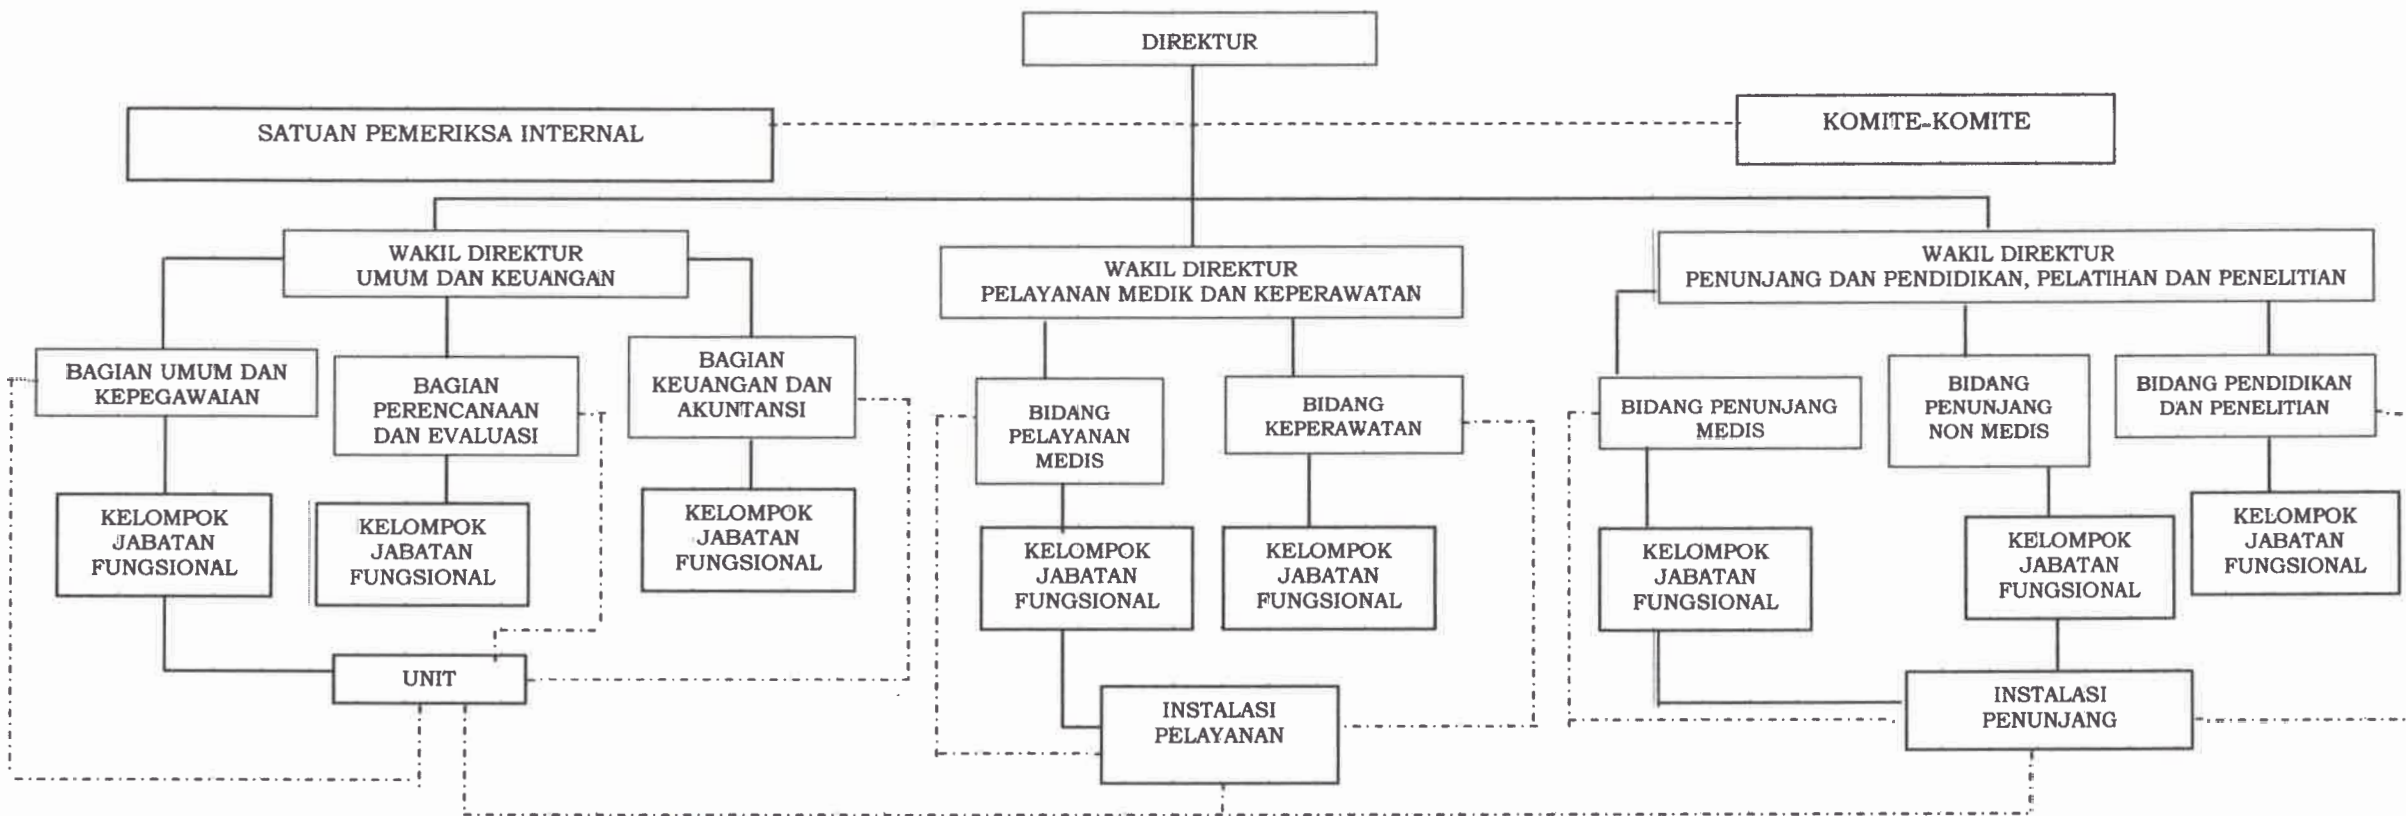 DIREKTUR
SATUAN PEMERIKSA INTERNAL
KOMITE-KOMITE
WAKIL DIREKTUR
UMUM DAN KEUANGAN
WAKIL DIREKTUR
PELAYANAN MEDIK DAN KEPERAWATAN
WAKIL DIREKTUR
PENUNJANG DAN PENDIDIKAN, PELATIHAN DAN PENELITIAN
BAGIAN UMUM DAN
KEPEGAWAIAN
BAGIAN
PERENCANAAN
DAN EVALUASI
BAGIAN
KEUANGAN DAN
AKUNTANSI
BIDANG
PELAYANAN
MEDIS
BIDANG
KEPERAWATAN
BIDANG PENUNJANG
MEDIS
BIDANG
PENUNJANG
NON MEDIS
BIDANG PENDIDIKAN
DAN PENELITIAN
KELOMPOK
JABATAN
FUNGSIONAL
KELOMPOK
JABATAN
FUNGSIONAL
KELOMPOK
JABATAN
FUNGSIONAL
KELOMPOK
JABATAN
FUNGSIONAL
KELOMPOK
JABATAN
FUNGSIONAL
KELOMPOK
JABATAN
FUNGSIONAL
KELOMPOK
JABATAN
FUNGSIONAL
KELOMPOK
JABATAN
FUNGSIONAL
UNIT
INSTALASI
PELAYANAN
INSTALASI
PENUNJANG